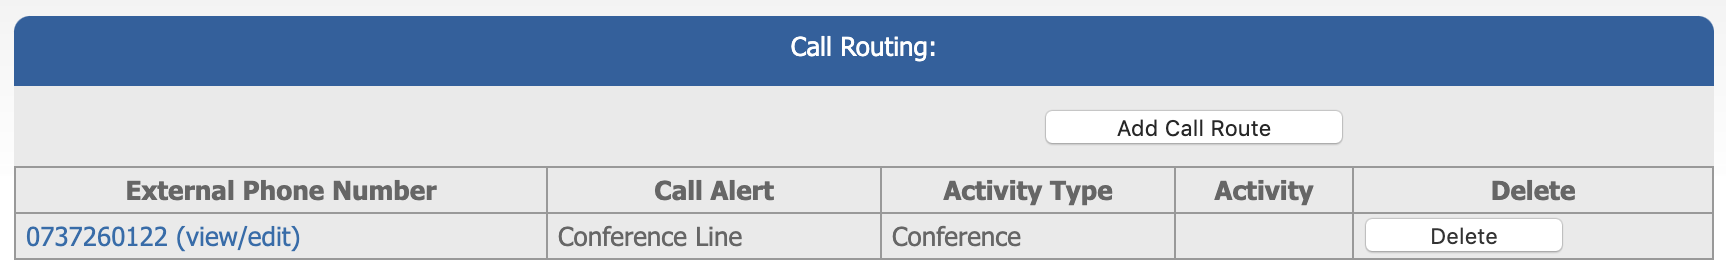 Call Routing:
Add Call Route
External Phone Number Call Alert Activity Type Activity Delete
0737260122 (view/edit) Conference Line Conference Delete